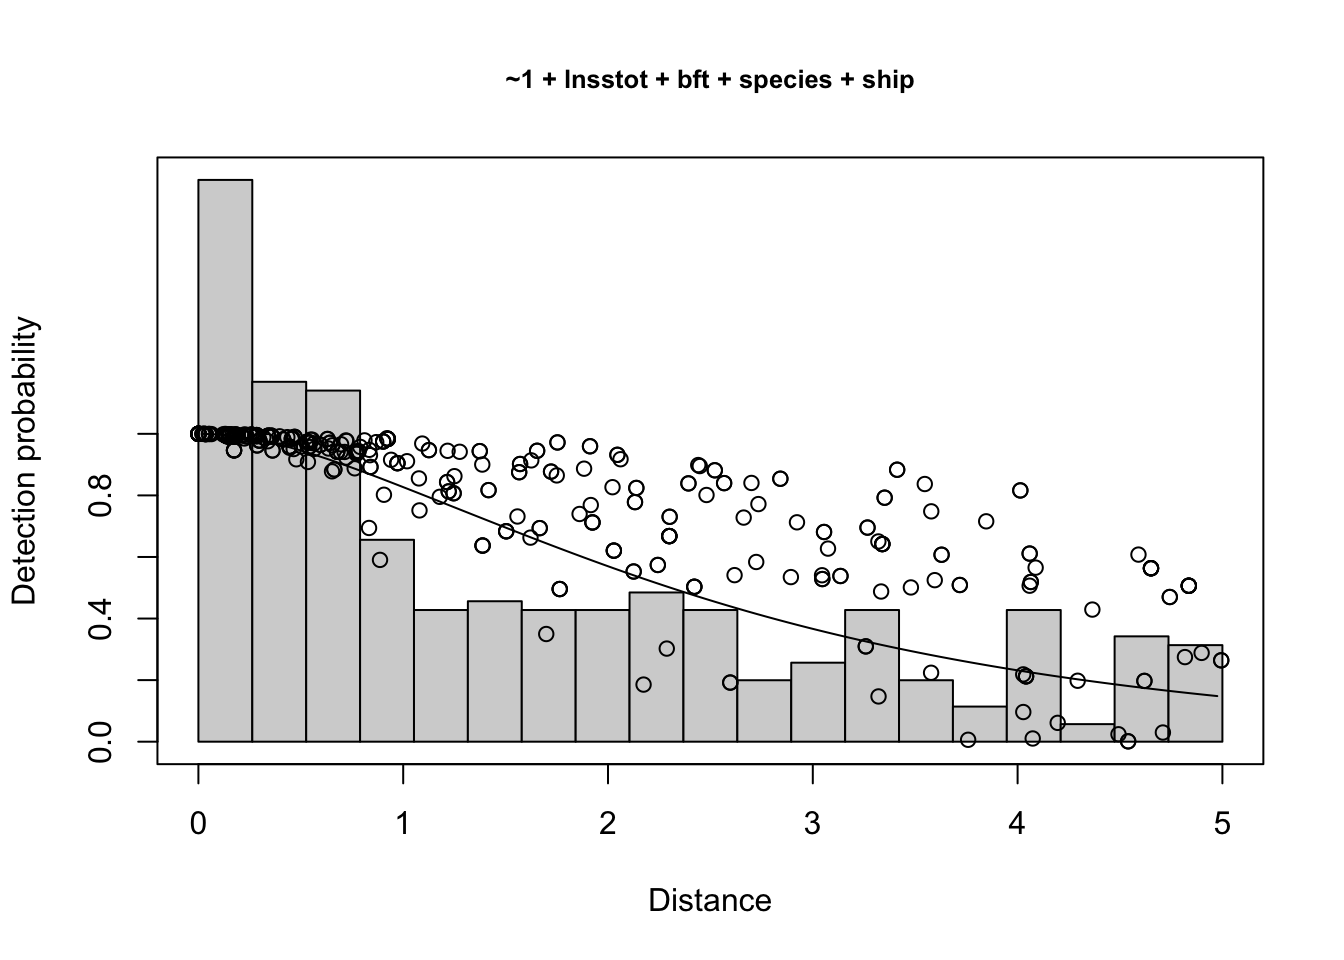 ~1 + lnsstot + bft + species + ship
Detection probability
0.8
0.4
0.0
0 1 2 3 4 5
Distance